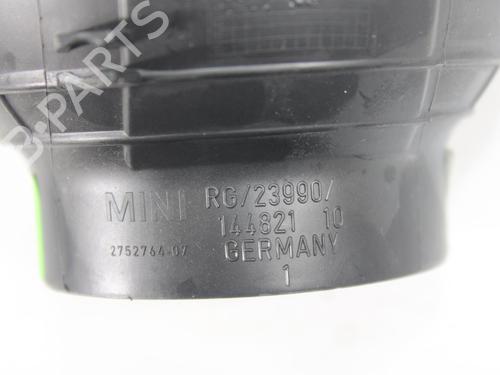 B-PARTS
MINI RG/23990/
144821 10
2752764-07 GERMANY
1